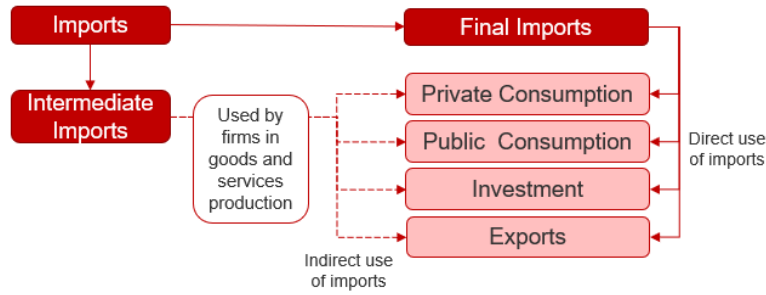 Imports
Final Imports
Intermediate
Imports
Used by
firms in
goods and
services
production
Private Consumption
Public Consumption
Investment
Exports
Direct use
of imports
Indirect use
of imports